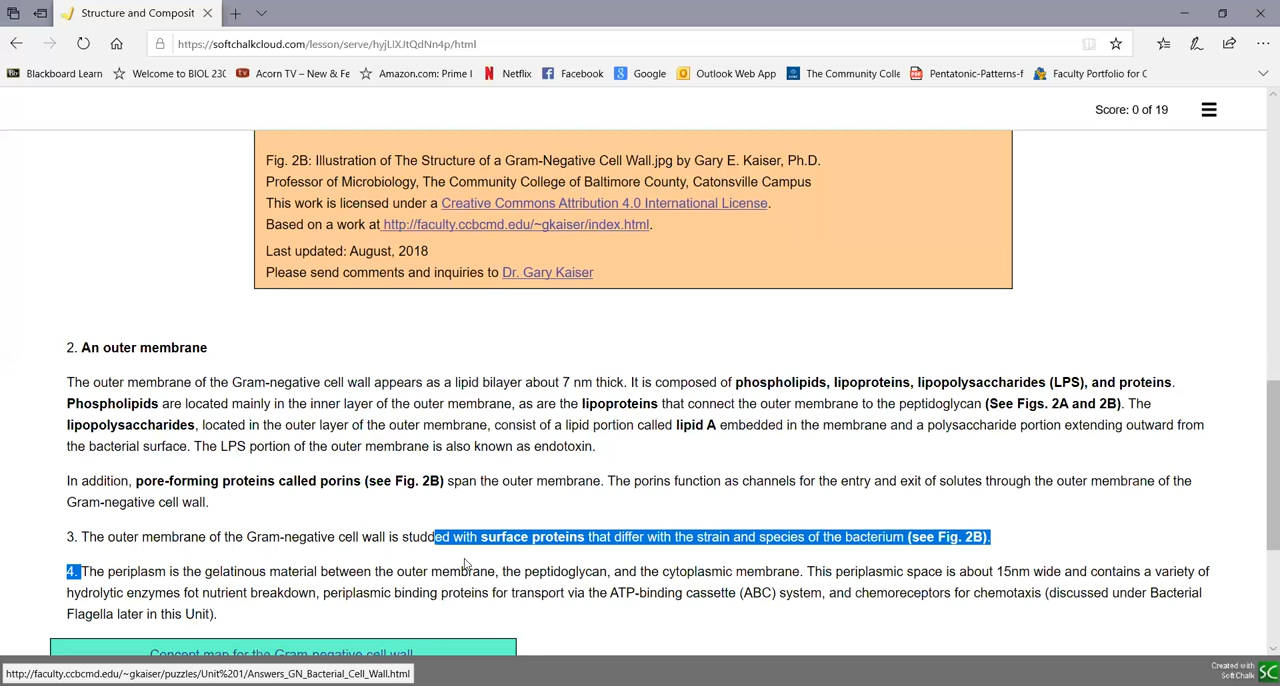 Structure and Composit
https://softchalkcloud.com/lesson/serve/hyjLlXJtQdNn4p/html
Blackboard Learn Welcome to BIOL 230 Acorn TV – New & Fe Amazon.com: Prime I Netflix Facebook Google Outlook Web App The Community Colle Pentatonic-Patterns-f Faculty Portfolio for C
Score: 0 of 19
Fig. 2B: Illustration of The Structure of a Gram-Negative Cell Wall.jpg by Gary E. Kaiser, Ph.D.
Professor of Microbiology, The Community College of Baltimore County, Catonsville Campus
This work is licensed under a Creative Commons Attribution 4.0 International License.
Based on a work at http://faculty.ccbcmd.edu/~gkaiser/index.html.
Last updated: August, 2018
Please send comments and inquiries to Dr. Gary Kaiser
2. An outer membrane
The outer membrane of the Gram-negative cell wall appears as a lipid bilayer about 7 nm thick. It is composed of phospholipids, lipoproteins, lipopolysaccharides (LPS), and proteins.
Phospholipids are located mainly in the inner layer of the outer membrane, as are the lipoproteins that connect the outer membrane to the peptidoglycan (See Figs. 2A and 2B). The
lipopolysaccharides, located in the outer layer of the outer membrane, consist of a lipid portion called lipid A embedded in the membrane and a polysaccharide portion extending outward from
the bacterial surface. The LPS portion of the outer membrane is also known as endotoxin.
In addition, pore-forming proteins called porins (see Fig. 2B) span the outer membrane. The porins function as channels for the entry and exit of solutes through the outer membrane of the
Gram-negative cell wall.
3. The outer membrane of the Gram-negative cell wall is studded with surface proteins that differ with the strain and species of the bacterium (see Fig. 2B).
4. The periplasm is the gelatinous material between the outer membrane, the peptidoglycan, and the cytoplasmic membrane. This periplasmic space is about 15nm wide and contains a variety of
hydrolytic enzymes fot nutrient breakdown, periplasmic binding proteins for transport via the ATP-binding cassette (ABC) system, and chemoreceptors for chemotaxis (discussed under Bacterial
Flagella later in this Unit).
Concept map for the Gram-negative cell wall
http://faculty.ccbcmd.edu/~gkaiser/puzzles/Unit%201/Answers_GN_Bacterial_Cell_Wall.html
Created with
SoftChalk
SC